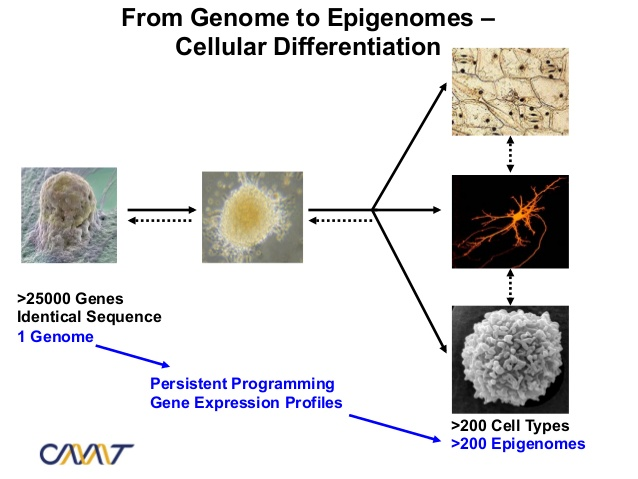 From Genome to Epigenomes –
Cellular Differentiation
>25000 Genes
Identical Sequence
1 Genome
Persistent Programming
Gene Expression Profiles
>200 Cell Types
>200 Epigenomes
CMMT